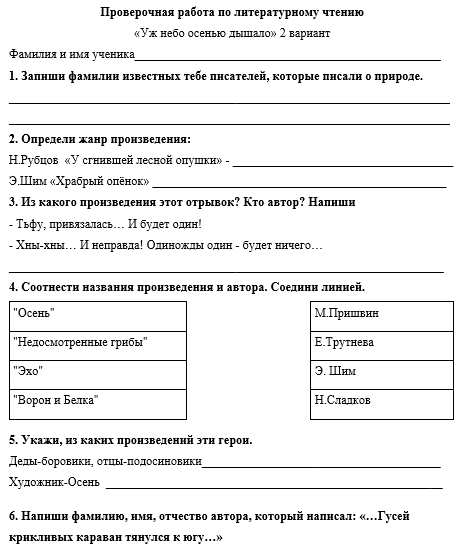 Проверочная работа по литературному чтению
«Уж небо осенью дышало» 2 вариант
Фамилия и имя ученика
1. Запиши фамилии известных тебе писателей, которые писали о природе.
2. Определи жанр произведения:
Н.Рубцов «У сгнившей лесной опушки» -
Э.Шим «Храбрый опёнок»
3. Из какого произведения этот отрывок? Кто автор? Напиши
- Тьфу, привязалась… И будет один!
- Хны-хны… И неправда! Одиножды один - будет ничего…
4. Соотнести названия произведения и автора. Соедини линией.
"Осень" М.Пришвин
"Недосмотренные грибы" Е.Трутнева
"Эхо" Э. Шим
"Ворон и Белка" Н.Сладков
5. Укажи, из каких произведений эти герои.
Деды-боровики, отцы-подосиновики
Художник-Осень
6. Напиши фамилию, имя, отчество автора, который написал: «…Гусей
крикливых караван тянулся к югу…»